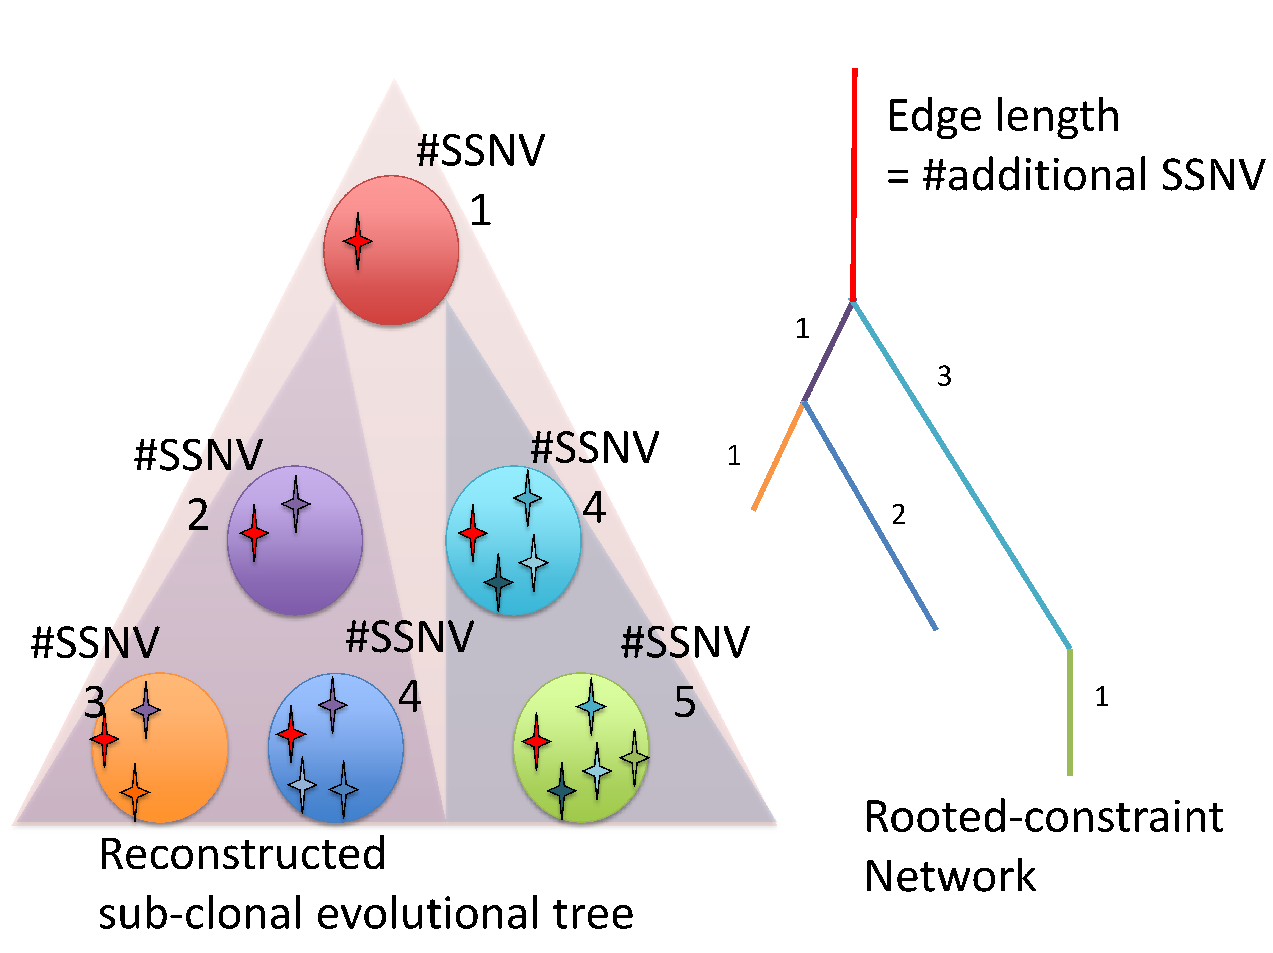 #SSNV
1
Edge length
= #additional SSNV
1
3
#SSNV
2
#SSNV
4
1
2
#SSNV
3
#SSNV
4
#SSNV
5
1
Reconstructed
sub-clonal evolutional tree
Rooted-constraint
Network